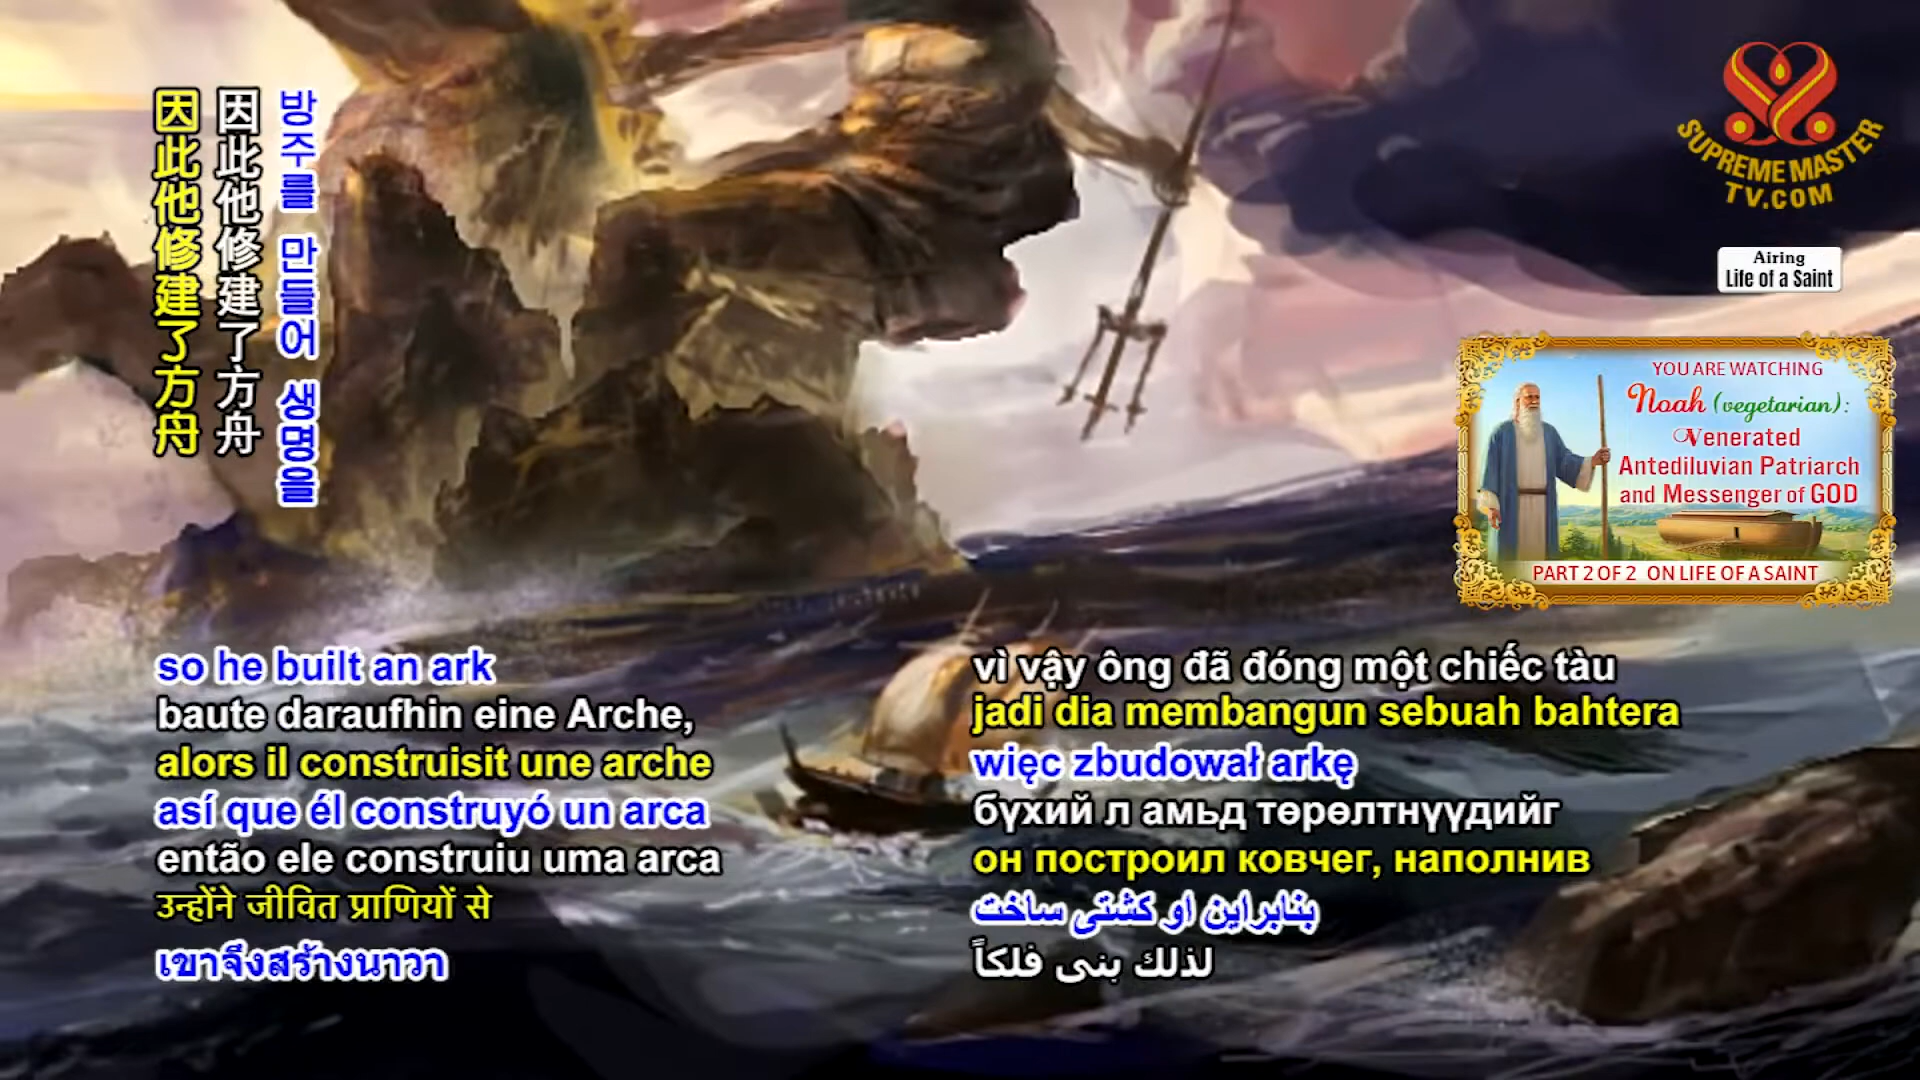 因此他修建了方舟
因此他修建了方舟
방주를 만들어 생명을
SUPREME MASTER
TV.COM
Airing
Life of a Saint
YOU ARE WATCHING
Noah (vegetarian):
Venerated
Antediluvian Patriarch
and Messenger of GOD
PART 2 OF 2 ON LIFE OF A SAINT
so he built an ark
baute daraufhin eine Arche,
alors il construisit une arche
así que él construyó un arca
então ele construiu uma arca
उन्होंने जीवित प्राणियों से
เขาจึงสร้างนาวา
vì vậy ông đã đóng một chiếc tàu
jadi dia membangun sebuah bahtera
więc zbudował arkę
бүхий л амьд төрөлтнүүдийг
он построил ковчег, наполнив
بنابراین او کشتی ساخت
لذلك بنى فلكاً